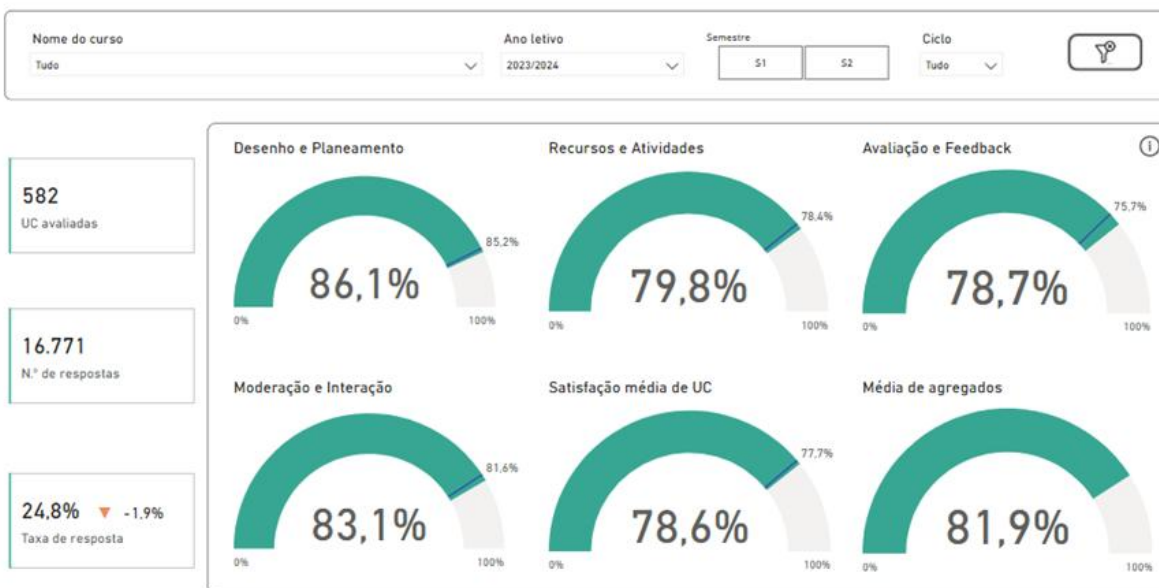 Nome do curso
Tudo
Ano letivo
2023/2024
Semestre
S1
S2
Ciclo
Tudo
582
UC avaliadas
16.771
N.º de respostas
24,8% ▼ -1,9%
Taxa de resposta
Desenho e Planeamento
85,2%
86,1%
0%
100%
Recursos e Atividades
78,4%
79,8%
0%
100%
Avaliação e Feedback
75,7%
78,7%
0%
100%
Moderação e Interação
81,6%
83,1%
0%
100%
Satisfação média de UC
77,7%
78,6%
0%
100%
Média de agregados
81,9%
0%
100%